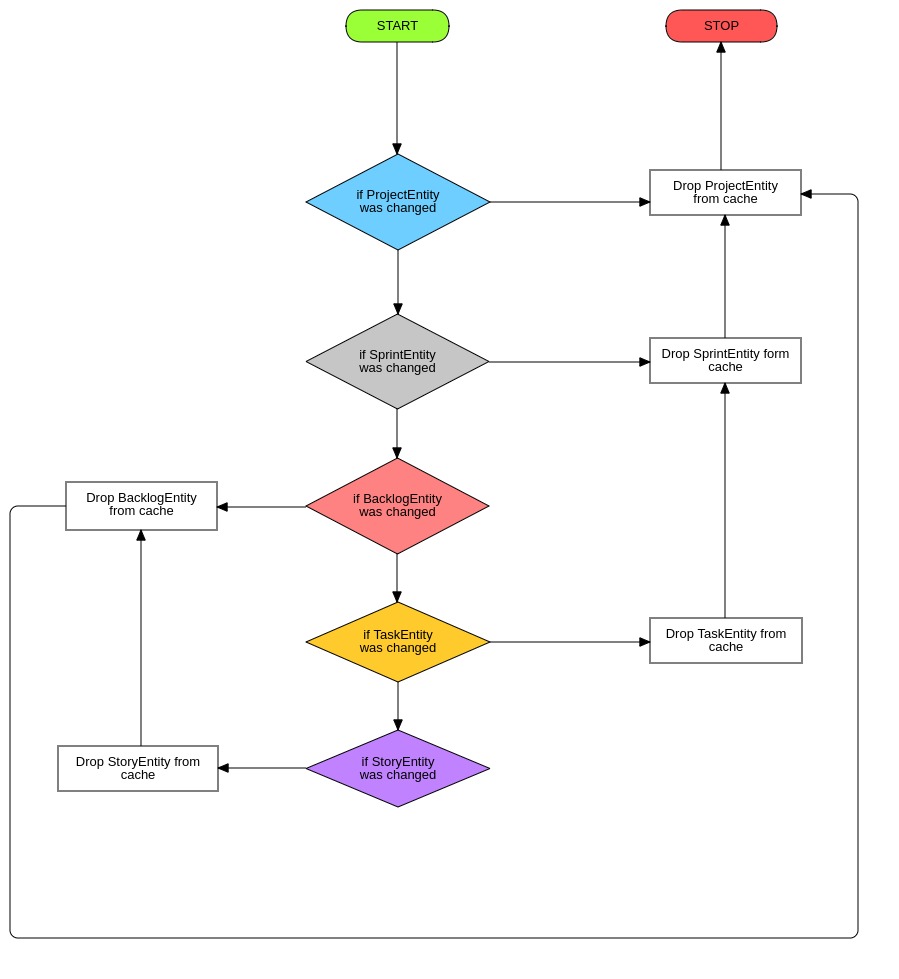 START
STOP
if ProjectEntity
was changed
Drop ProjectEntity
from cache
if SprintEntity
was changed
Drop SprintEntity form
cache
Drop BacklogEntity
from cache
if BacklogEntity
was changed
if TaskEntity
was changed
Drop TaskEntity from
cache
Drop StoryEntity from
cache
if StoryEntity
was changed